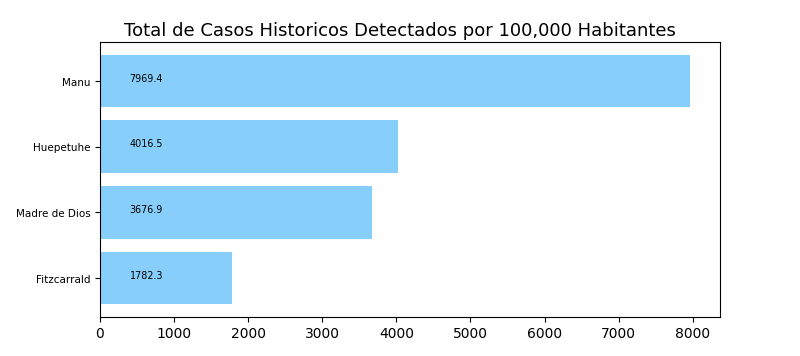 Total de Casos Historicos Detectados por 100,000 Habitantes
Manu 7969.4
Huepetuhe 4016.5
Madre de Dios 3676.9
Fitzcarrald 1782.3
0 1000 2000 3000 4000 5000 6000 7000 8000